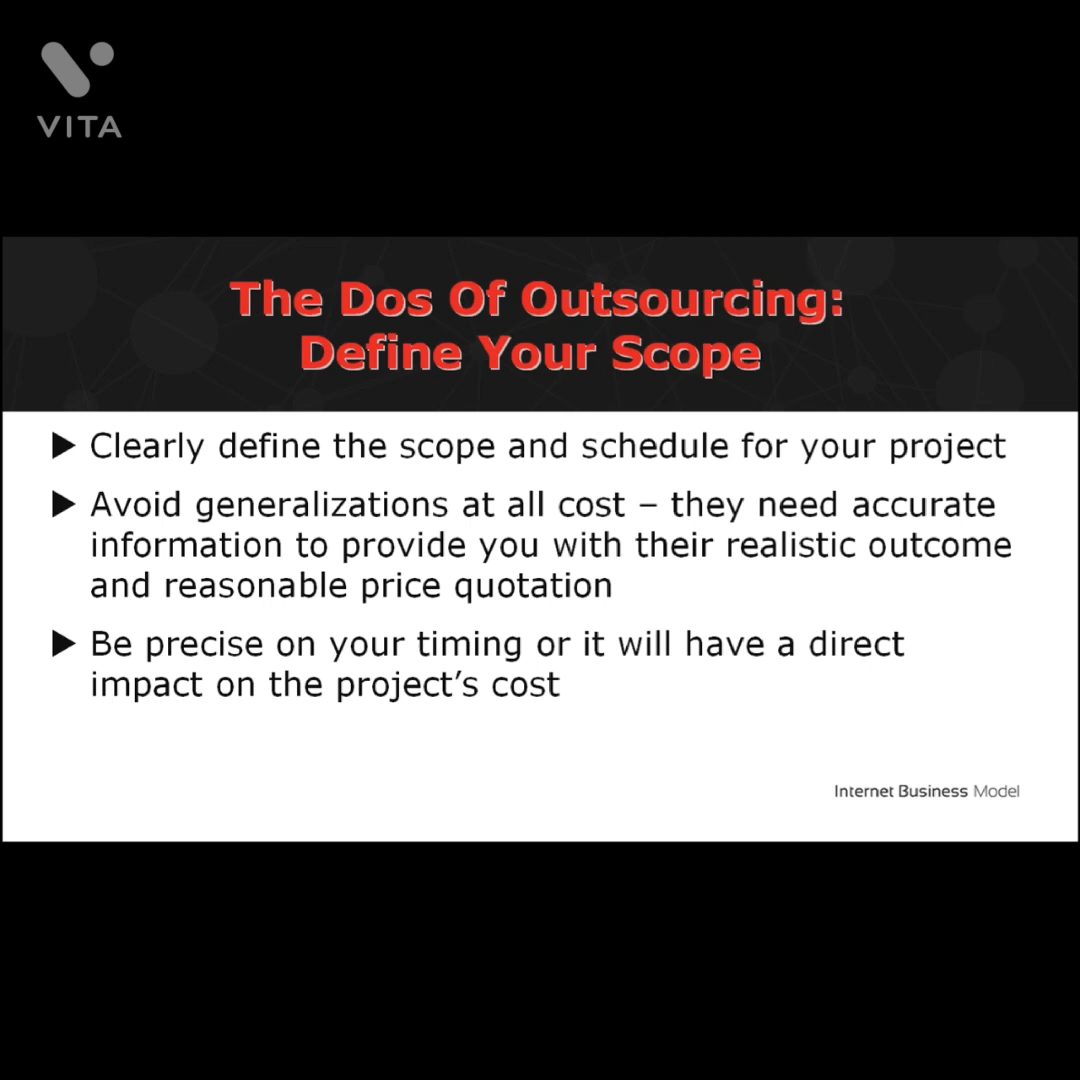 VITA
The Dos Of Outsourcing:
Define Your Scope
Clearly define the scope and schedule for your project
Avoid generalizations at all cost – they need accurate
information to provide you with their realistic outcome
and reasonable price quotation
Be precise on your timing or it will have a direct
impact on the project’s cost
Internet Business Model